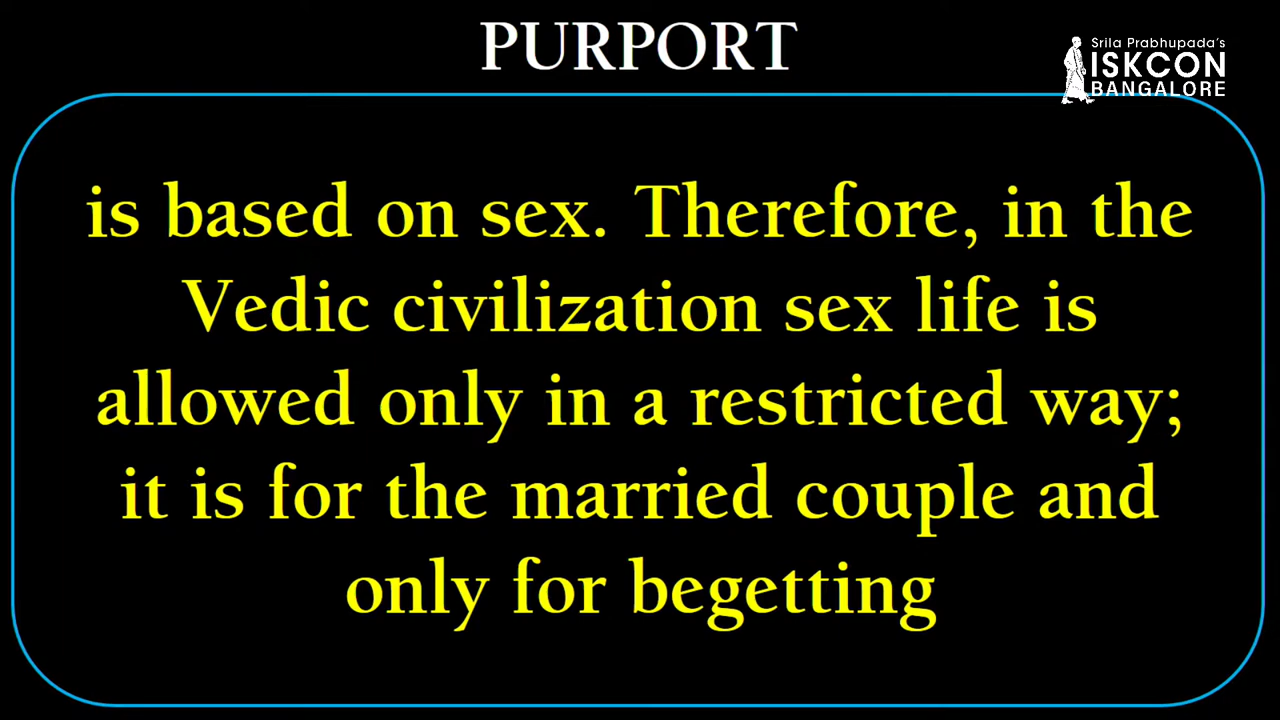 PURPORT
Srila Prabhupada's
ISKCON
BANGALORE
is based on sex. Therefore, in the
Vedic civilization sex life is
allowed only in a restricted way;
it is for the married couple and
only for begetting